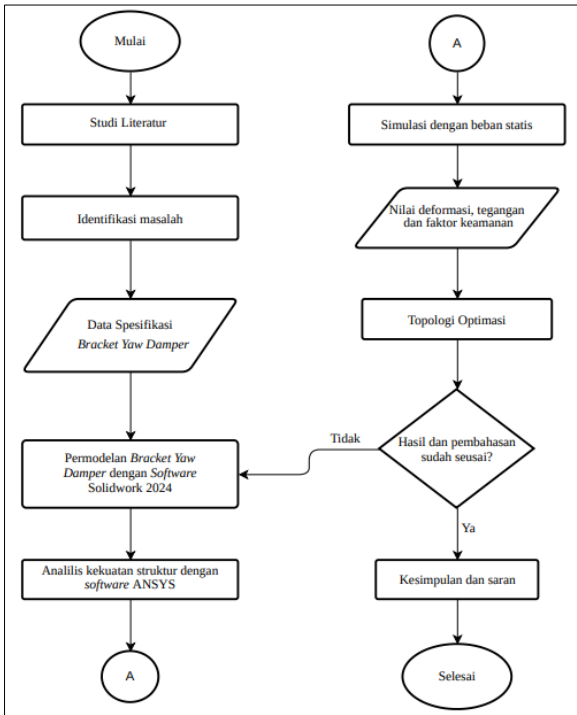 Mulai
Studi Literatur
Identifikasi masalah
Data Spesifikasi
Bracket Yaw Damper
Permodelan Bracket Yaw
Damper dengan Software
Solidwork 2024
Analilis kekuatan struktur dengan
software ANSYS
A
A
Simulasi dengan beban statis
Nilai deformasi, tegangan
dan faktor keamanan
Topologi Optimasi
Hasil dan pembahasan
sudah seusai?
Tidak
Ya
Kesimpulan dan saran
Selesai